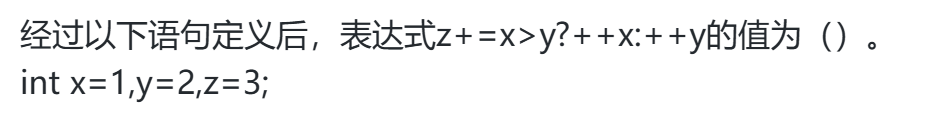 经过以下语句定义后，表达式z+=x>y?++x:++y的值为（）。
int x=1,y=2,z=3;